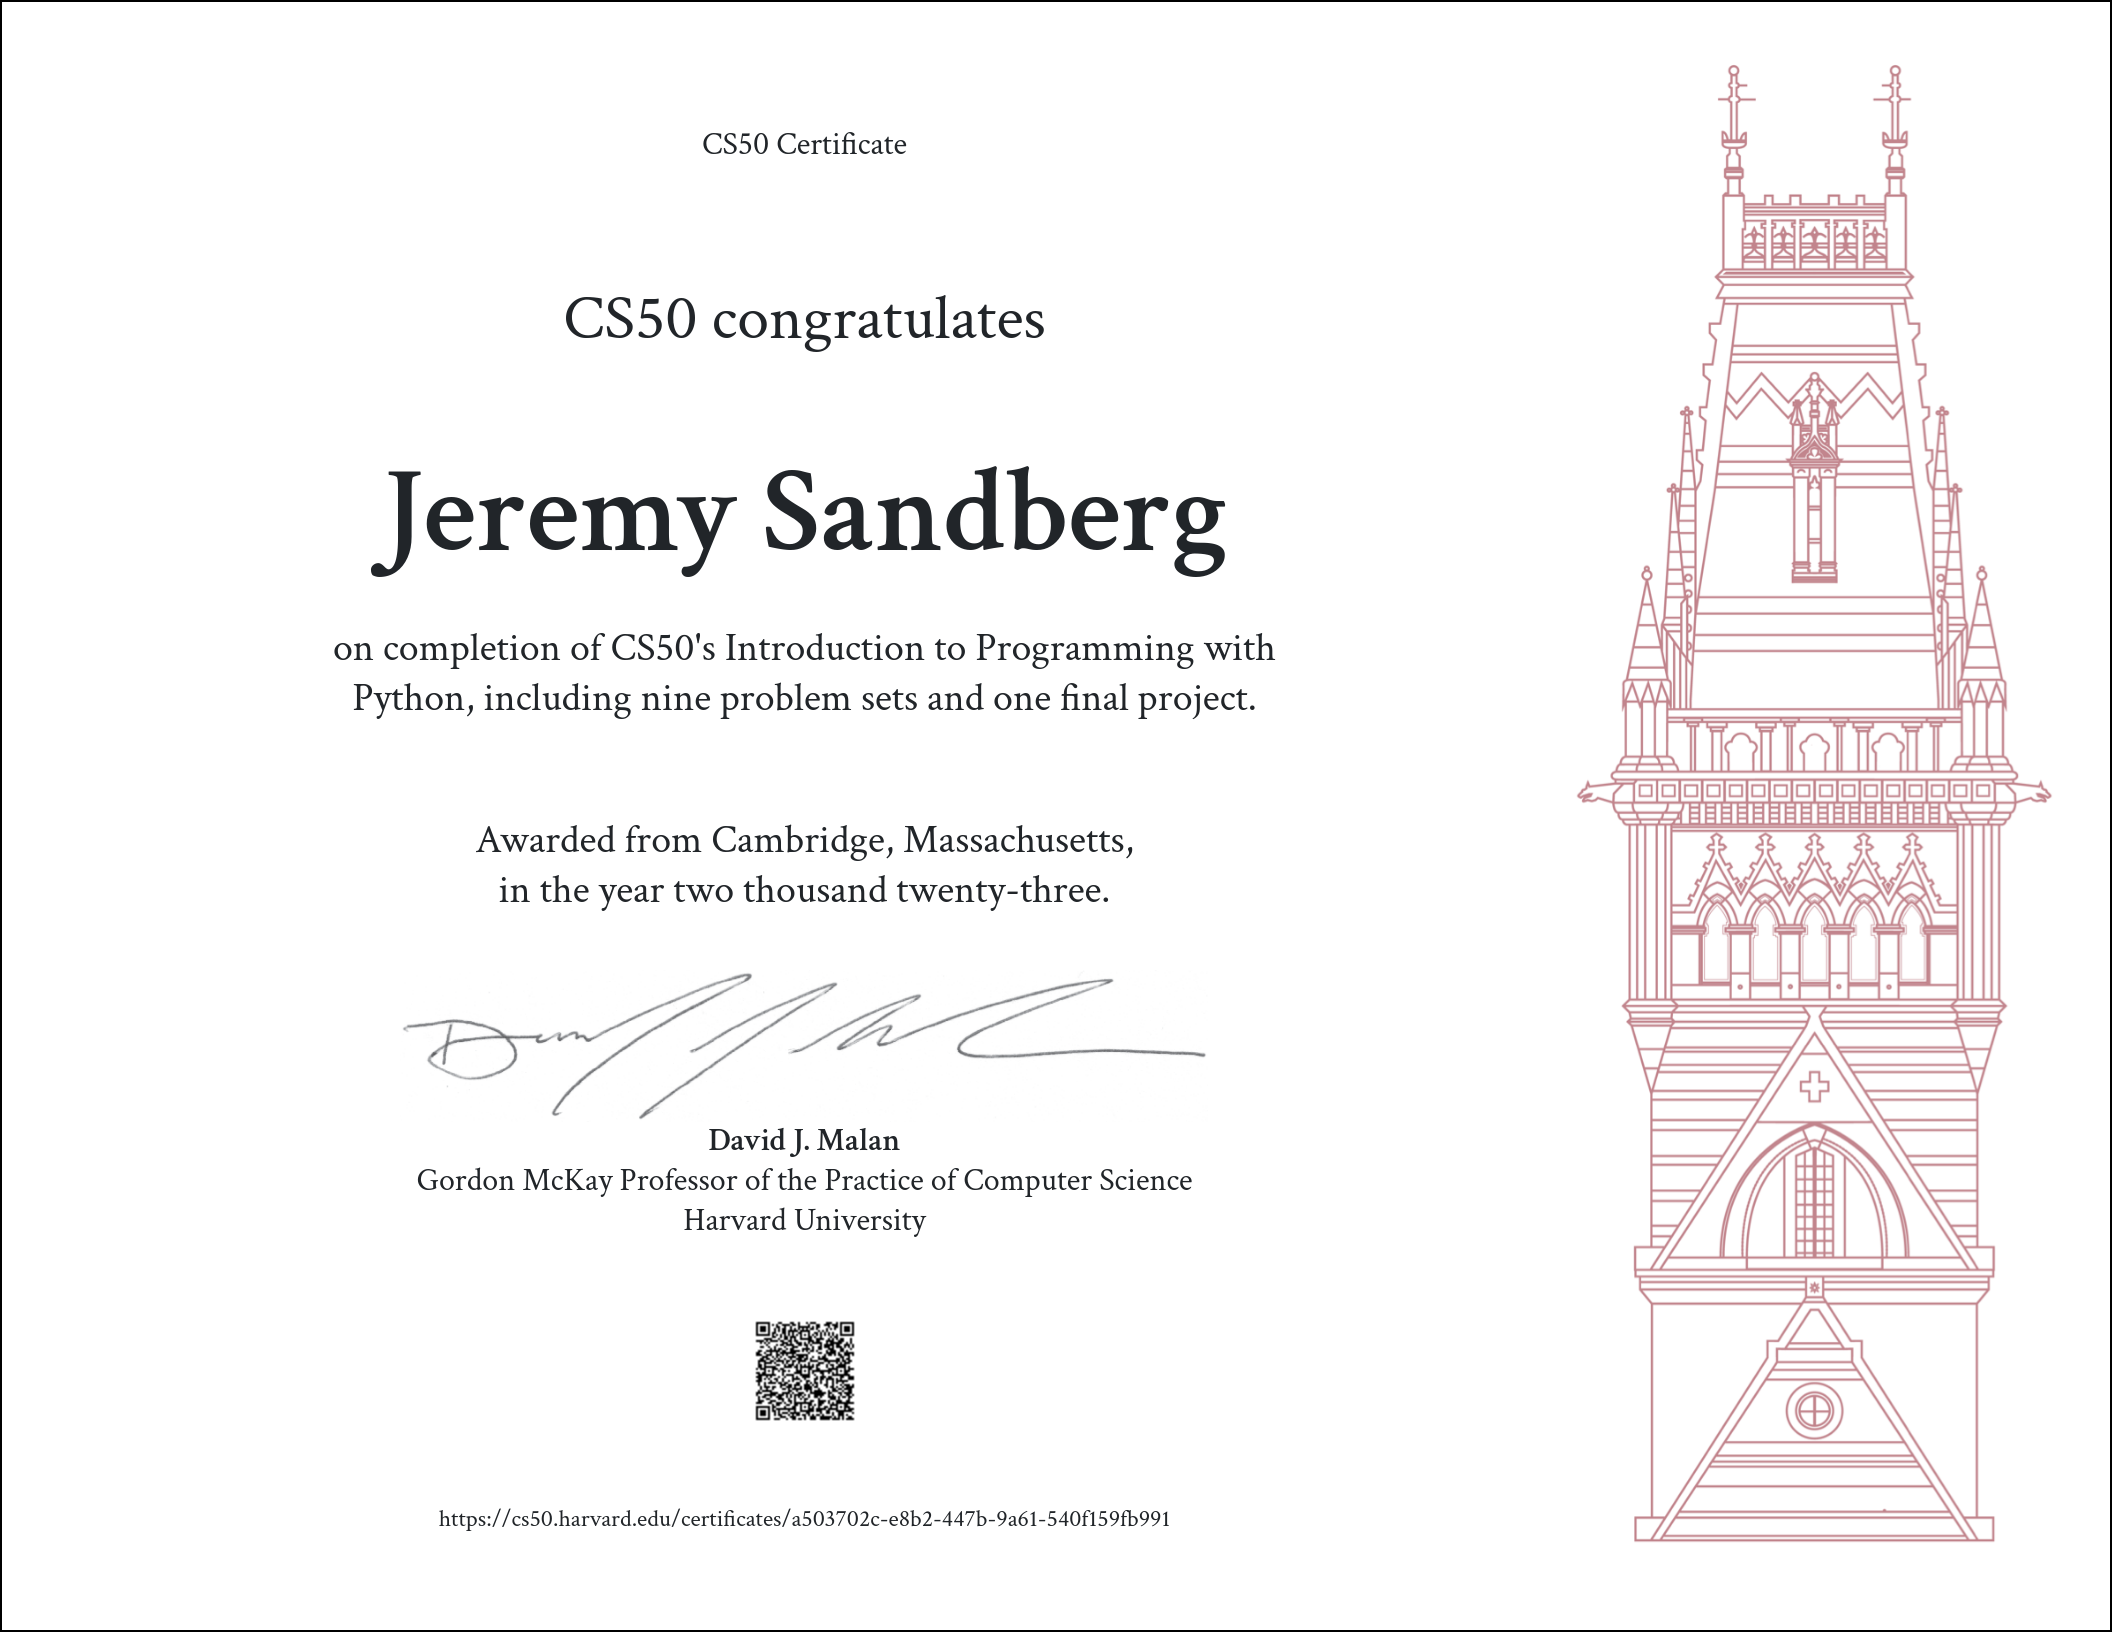 CS50 Certificate
CS50 congratulates
Jeremy Sandberg
on completion of CS50's Introduction to Programming with
Python, including nine problem sets and one final project.
Awarded from Cambridge, Massachusetts,
in the year two thousand twenty-three.
David J. Malan
Gordon McKay Professor of the Practice of Computer Science
Harvard University
https://cs50.harvard.edu/certificates/a503702c-e8b2-447b-9a61-540f159fb991